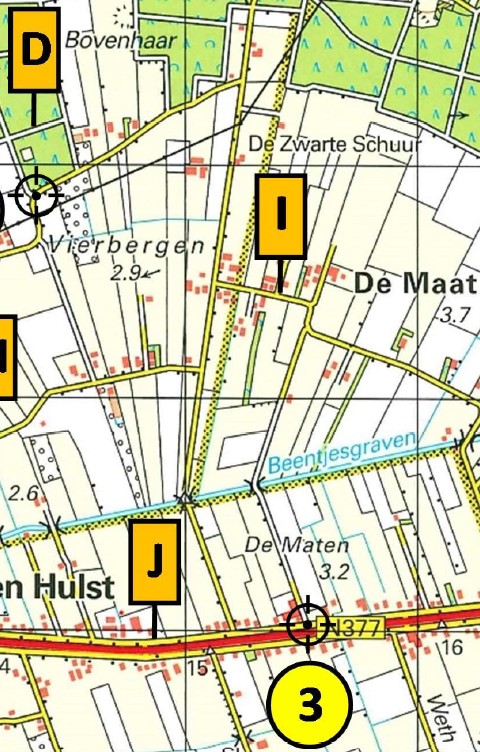 D
Bovenhaar
De Zwarte Schuur
I
Vierbergen
2.9
De Maat
3.7
Beentjesgraven
2.6
J
De Maten
3.2
en Hulst
N377
16
4
15
3
Weth